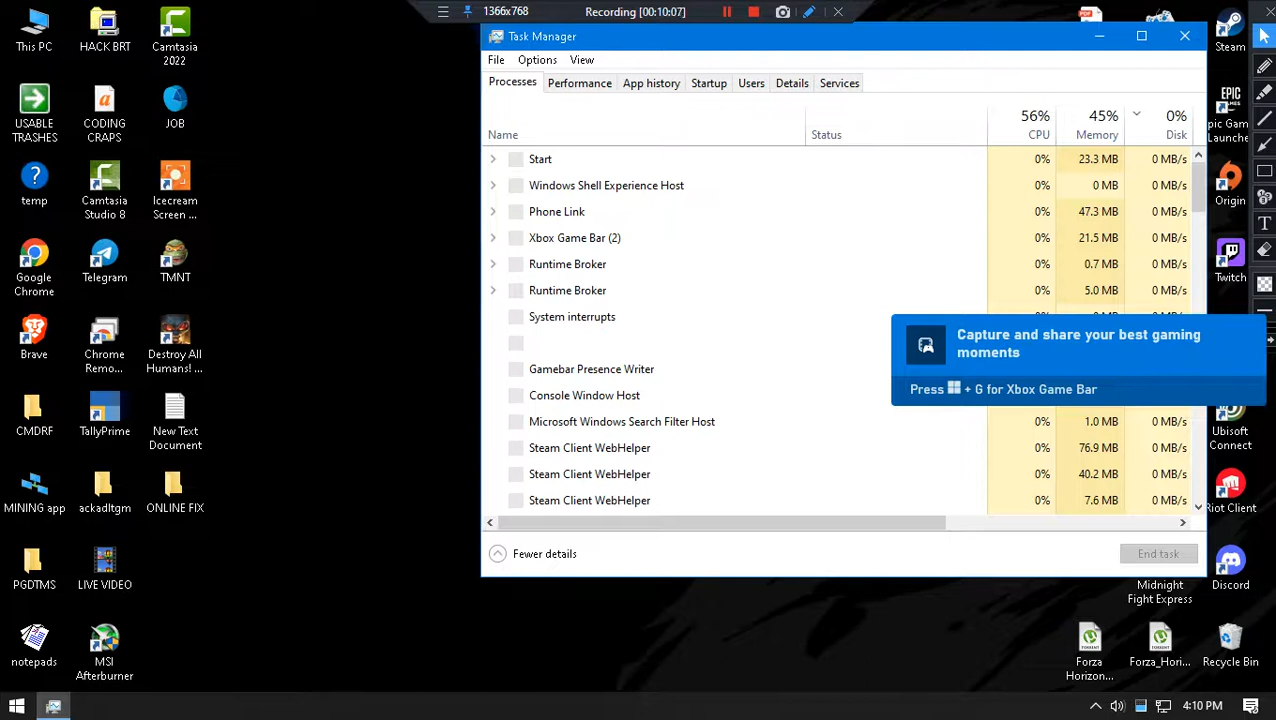 1366x768
Recording [00:10:07]
This PC
HACK BRT
Camtasia
2022
USABLE
TRASHES
CODING
CRAPS
JOB
temp
Camtasia
Studio 8
Icecream
Screen ...
Google
Chrome
Telegram
TMNT
Brave
Chrome
Remo...
Destroy All
Humans! ...
CMDRF
TallyPrime
New Text
Document
MINING app
ackadltgm
ONLINE FIX
PGDTMS
LIVE VIDEO
notepads
MSI
Afterburner
Task Manager
File Options View
Processes Performance App history Startup Users Details Services
56% 45% 0%
Name Status CPU Memory Disk
Start 0% 23.3 MB 0 MB/s
Windows Shell Experience Host 0% 0 MB 0 MB/s
Phone Link 0% 47.3 MB 0 MB/s
Xbox Game Bar (2) 0% 21.5 MB 0 MB/s
Runtime Broker 0% 0.7 MB 0 MB/s
Runtime Broker 0% 5.0 MB 0 MB/s
System interrupts
Gamebar Presence Writer
Console Window Host
Microsoft Windows Search Filter Host 0% 1.0 MB 0 MB/s
Steam Client WebHelper 0% 76.9 MB 0 MB/s
Steam Client WebHelper 0% 40.2 MB 0 MB/s
Steam Client WebHelper 0% 7.6 MB 0 MB/s
Fewer details
End task
Capture and share your best gaming
moments
Press + G for Xbox Game Bar
PDF
Steam
EPIC
Epic Games
Launcher
Origin
Twitch
Ubisoft
Connect
Riot Client
Discord
Midnight
Fight Express
Forza
Horizon...
Forza_Hori...
Recycle Bin
4:10 PM